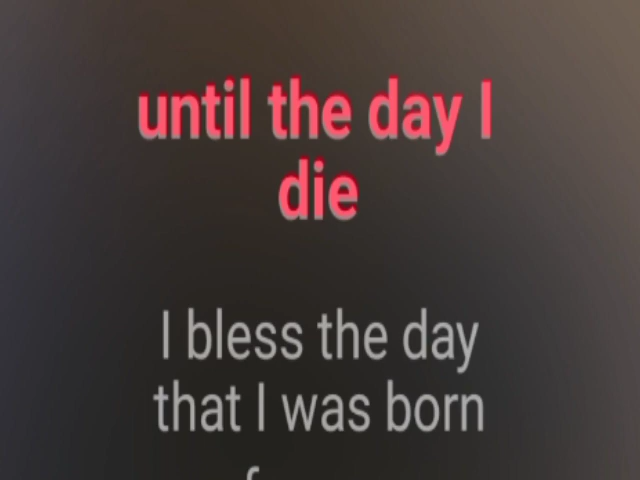 until the day I
die
I bless the day
that I was born